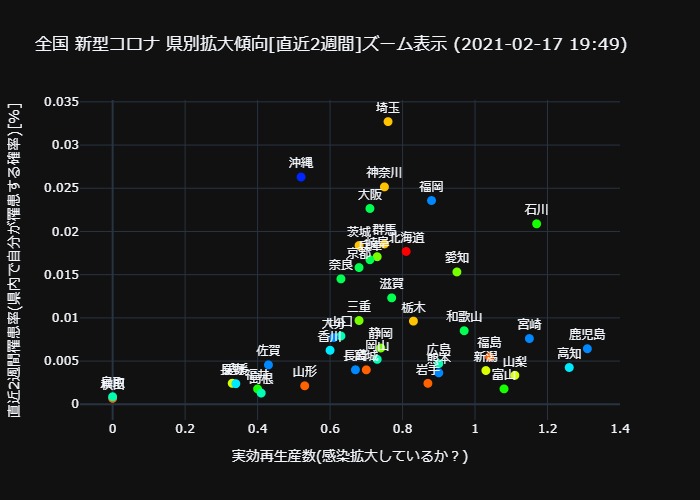 全国 新型コロナ 県別拡大傾向[直近2週間]ズーム表示 (2021-02-17 19:49)
直近2週間罹患率(県内で自分が罹患する確率)[%]
0.035
0.03
0.025
0.02
0.015
0.01
0.005
0
埼玉
沖縄
神奈川
福岡
大阪
石川
茨城
群馬
北海道
京都
奈良
愛知
滋賀
三重
栃木
和歌山
山口
香川
静岡
岡山
宮崎
鹿児島
広島
福島
佐賀
新潟
高知
山梨
山形
岩手
富山
島根
0
0.2
0.4
0.6
0.8
1
1.2
1.4
実効再生産数(感染拡大しているか？)